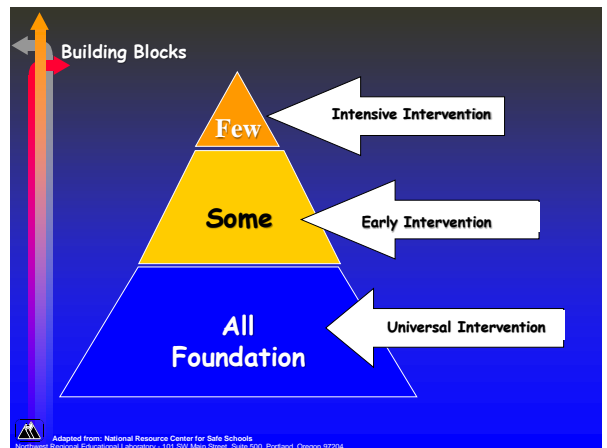 Building Blocks
Few
Intensive Intervention
Some
Early Intervention
All
Foundation
Universal Intervention
Adapted from: National Resource Center for Safe Schools
Northwest Regional Educational Laboratory - 101 SW Main Street, Suite 500, Portland, Oregon 97204